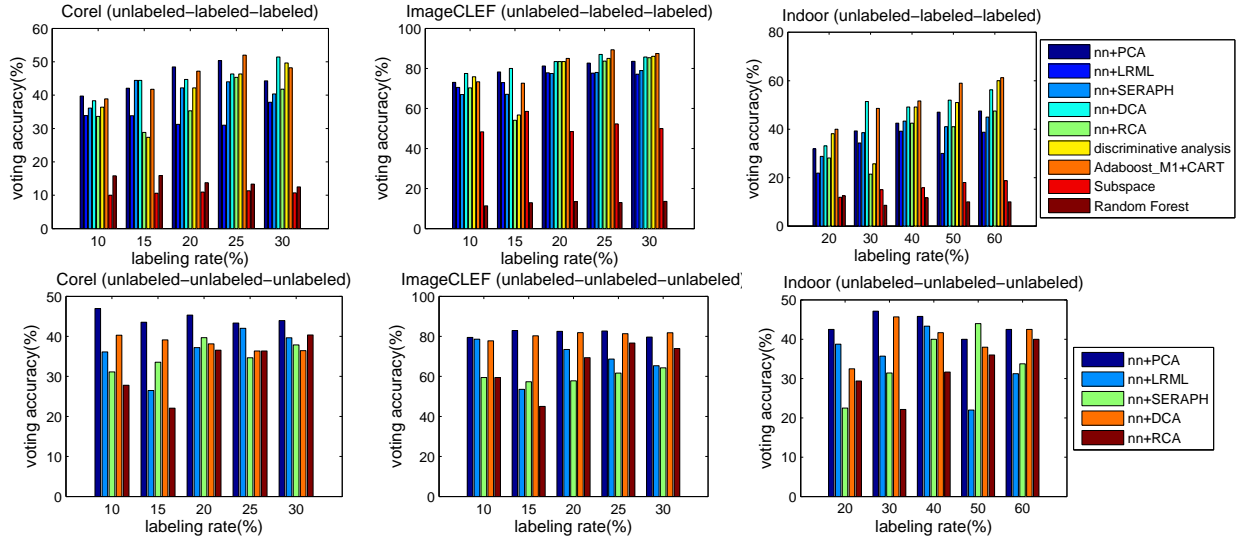 Corel (unlabeled−labeled−labeled)
60
50
40
30
20
10
0
voting accuracy(%)
10 15 20 25 30
labeling rate(%)
ImageCLEF (unlabeled−labeled−labeled)
100
80
60
40
20
0
voting accuracy(%)
10 15 20 25 30
labeling rate(%)
Indoor (unlabeled−labeled−labeled)
80
60
40
20
0
voting accuracy(%)
20 30 40 50 60
labeling rate(%)
nn+PCA
nn+LRML
nn+SERAPH
nn+DCA
nn+RCA
discriminative analysis
Adaboost_M1+CART
Subspace
Random Forest
Corel (unlabeled−unlabeled−unlabeled)
50
40
30
20
10
0
voting accuracy(%)
10 15 20 25 30
labeling rate(%)
ImageCLEF (unlabeled−unlabeled−unlabeled)
100
80
60
40
20
0
voting accuracy(%)
10 15 20 25 30
labeling rate(%)
Indoor (unlabeled−unlabeled−unlabeled)
50
40
30
20
10
0
voting accuracy(%)
20 30 40 50 60
labeling rate(%)
nn+PCA
nn+LRML
nn+SERAPH
nn+DCA
nn+RCA